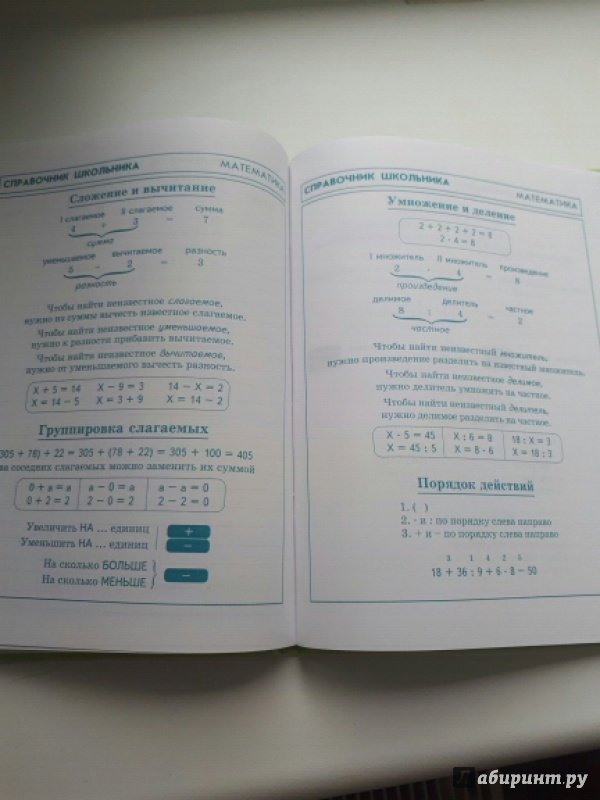 СПРАВОЧНИК ШКОЛЬНИКА МАТЕМАТИКА
Сложение и вычитание
I слагаемое II слагаемое сумма
4 + 3 = 7
сумма
уменьшаемое вычитаемое разность
5 - 2 = 3
разность
Чтобы найти неизвестное слагаемое,
нужно из суммы вычесть известное слагаемое.
Чтобы найти неизвестное уменьшаемое,
нужно к разности прибавить вычитаемое.
Чтобы найти неизвестное вычитаемое,
нужно от уменьшаемого вычесть разность.
X + 5 = 14 X - 9 = 3 14 - X = 2
X = 14 - 5 X = 3 + 9 X = 14 - 2
Группировка слагаемых
305 + 78) + 22 = 305 + (78 + 22) = 305 + 100 = 405
ва соседних слагаемых можно заменить их суммой
0 + a = a a - 0 = a a - a = 0
0 + 2 = 2 2 - 0 = 2 2 - 2 = 0
Увеличить НА ... единиц +
Уменьшить НА ... единиц -
На сколько БОЛЬШЕ
На сколько МЕНЬШЕ } -
СПРАВОЧНИК ШКОЛЬНИКА МАТЕМАТИКА
Умножение и деление
2 + 2 + 2 + 2 = 8
2 · 4 = 8
I множитель II множитель произведение
2 · 4 = 8
произведение
делимое делитель частное
8 : 4 = 2
частное
Чтобы найти неизвестный множитель,
нужно произведение разделить на известный множитель.
Чтобы найти неизвестное делимое,
нужно делитель умножить на частное.
Чтобы найти неизвестный делитель,
нужно делимое разделить на частное.
X · 5 = 45 X : 6 = 8 18 : X = 3
X = 45 : 5 X = 8 · 6 X = 18 : 3
Порядок действий
1. ( )
2. · и : по порядку слева направо
3. + и - по порядку слева направо
3 1 4 2 5
18 + 36 : 9 + 6 · 8 - 50
Лабиринт.ру